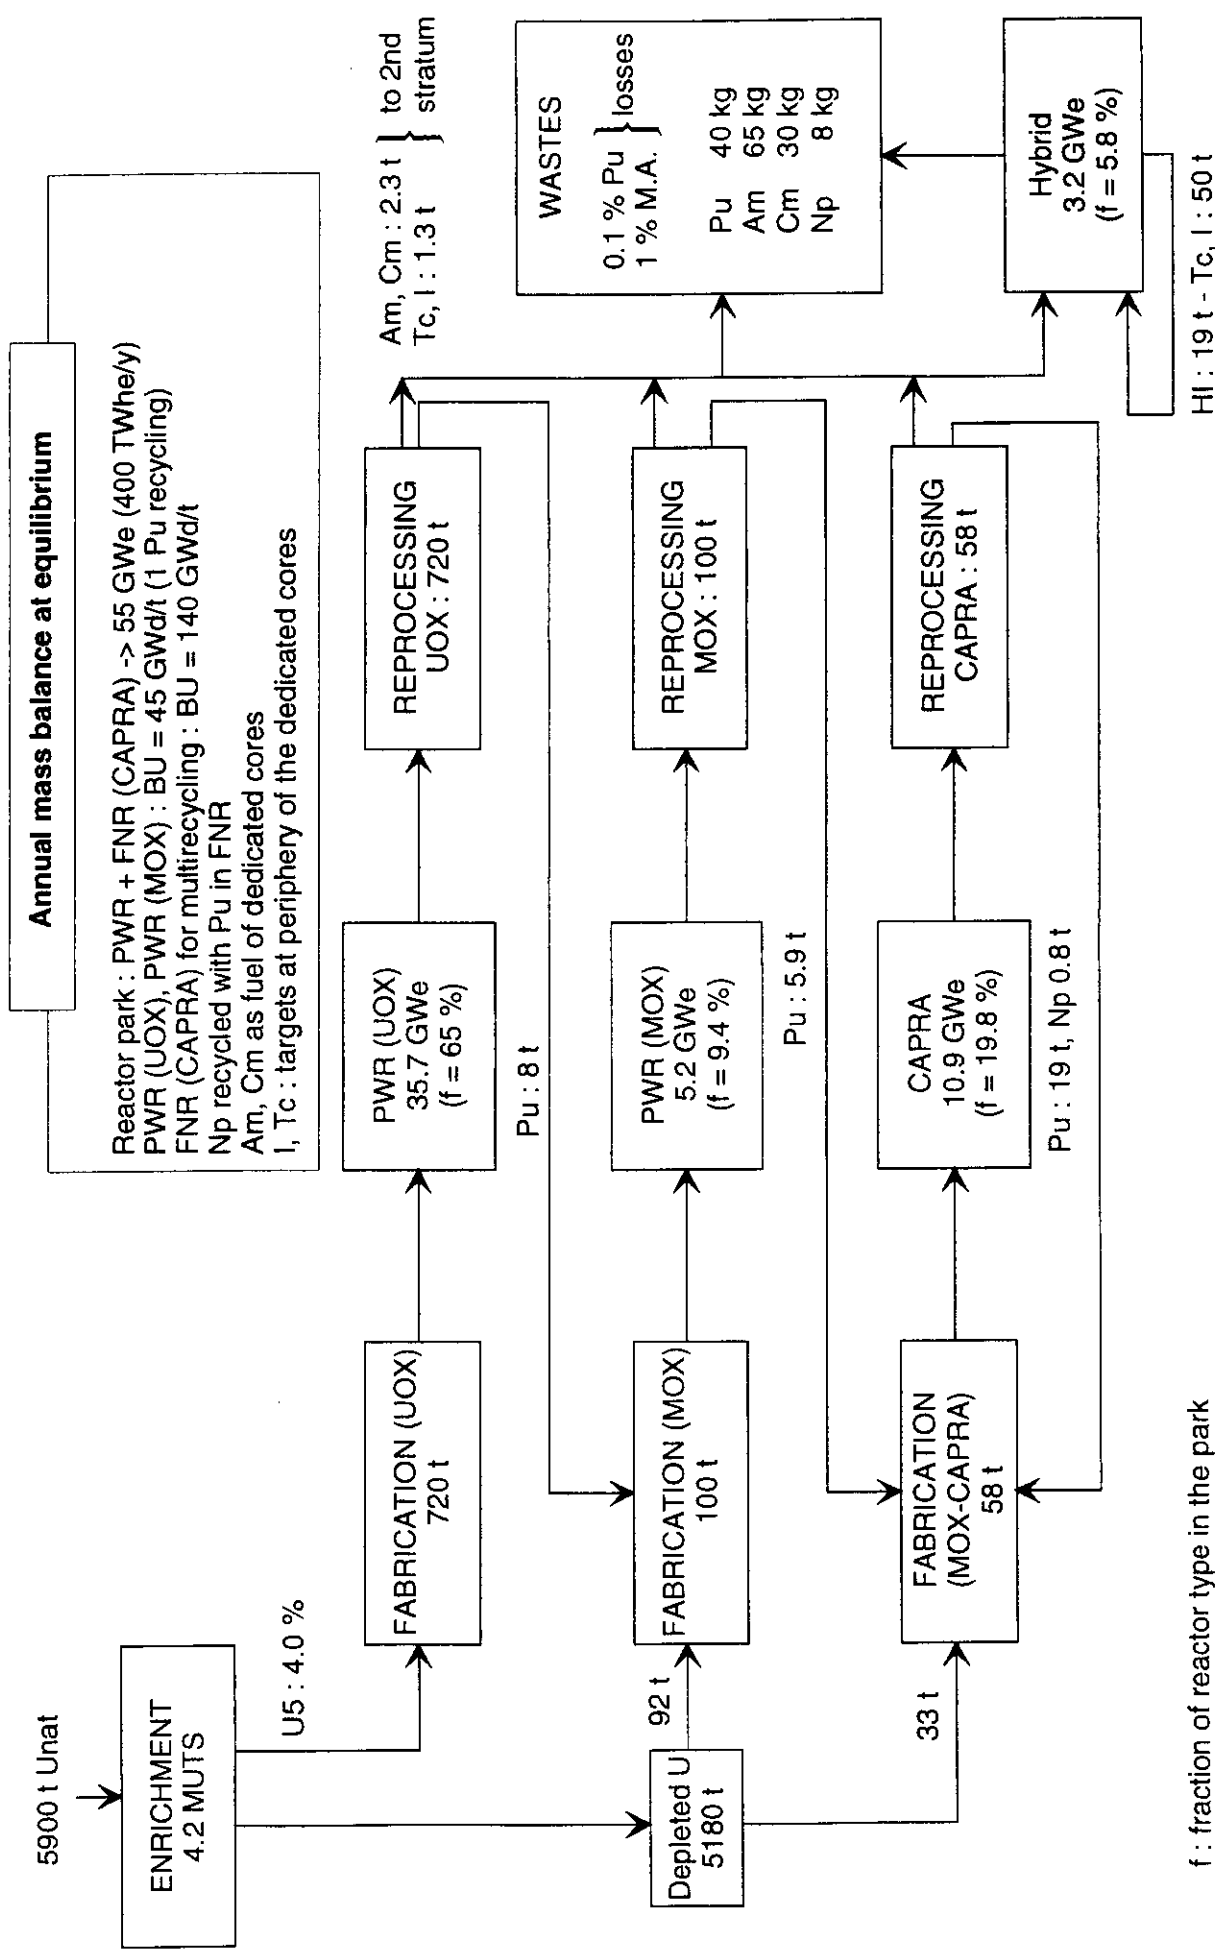 Annual mass balance at equilibrium
Reactor park : PWR + FNR (CAPRA) -> 55 GWe (400 TWhe/y)
PWR (UOX), PWR (MOX) : BU = 45 GWd/t (1 Pu recycling)
FNR (CAPRA) for multirecycling : BU = 140 GWd/t
Np recycled with Pu in FNR
Am, Cm as fuel of dedicated cores
I, Tc : targets at periphery of the dedicated cores
5900 t Unat
ENRICHMENT
4.2 MUTS
U5 : 4.0 %
FABRICATION (UOX)
720 t
PWR (UOX)
35.7 GWe
(f = 65 %)
REPROCESSING
UOX : 720 t
Am, Cm : 2.3 t
Tc, I : 1.3 t
to 2nd
stratum
Pu : 8 t
Depleted U
5180 t
92 t
FABRICATION (MOX)
100 t
PWR (MOX)
5.2 GWe
(f = 9.4 %)
REPROCESSING
MOX : 100 t
WASTES
0.1 % Pu
1 % M.A.
losses
Pu 40 kg
Am 65 kg
Cm 30 kg
Np 8 kg
Pu : 5.9 t
33 t
FABRICATION
(MOX-CAPRA)
58 t
CAPRA
10.9 GWe
(f = 19.8 %)
REPROCESSING
CAPRA : 58 t
Hybrid
3.2 GWe
(f = 5.8 %)
Pu : 19 t, Np 0.8 t
HI : 19 t - Tc, I : 50 t
f : fraction of reactor type in the park